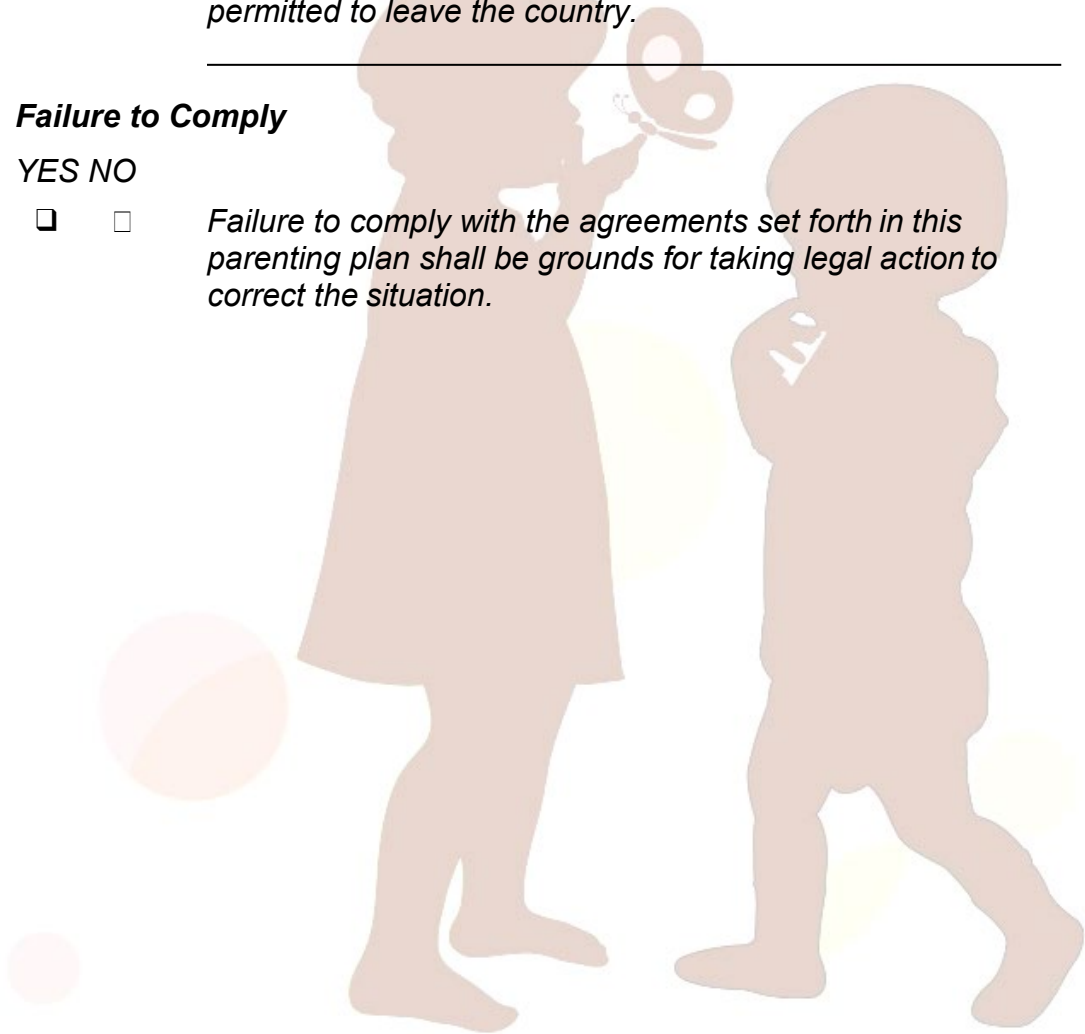 permitted to leave the country.
Failure to Comply
YES NO
❑ □ Failure to comply with the agreements set forth in this
parenting plan shall be grounds for taking legal action to
correct the situation.